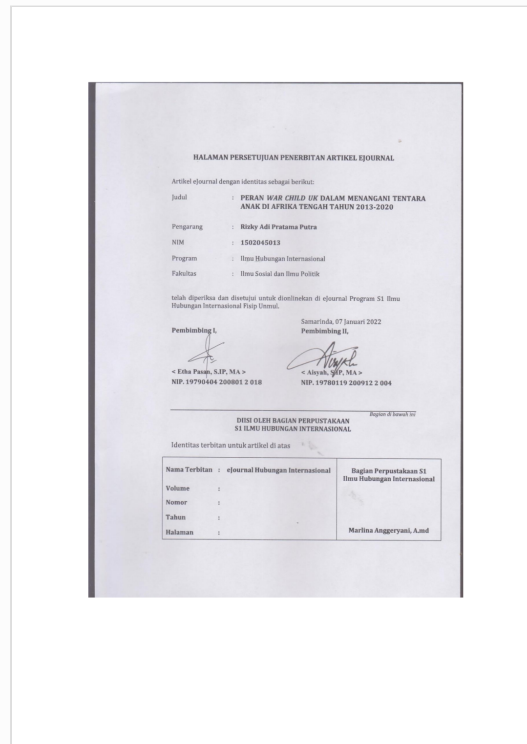 HALAMAN PERSETUJUAN PENERBITAN ARTIKEL EJOURNAL
Artikel eJournal dengan identitas sebagai berikut:
Judul : PERAN WAR CHILD UK DALAM MENANGANI TENTARA
ANAK DI AFRIKA TENGAH TAHUN 2013-2020
Pengarang : Rizky Adi Pratama Putra
NIM : 1502045013
Program : Ilmu Hubungan Internasional
Fakultas : Ilmu Sosial dan Ilmu Politik
telah diperiksa dan disetujui untuk dionlinekan di eJournal Program S1 Ilmu
Hubungan Internasional Fisip Unmul.
Samarinda, 07 Januari 2022
Pembimbing I, Pembimbing II,
< Etha Pasan, S.IP, MA > < Aisyah, SIP, MA >
NIP. 19790404 200801 2 018 NIP. 19780119 200912 2 004
Bagian di bawah ini
DIISI OLEH BAGIAN PERPUSTAKAAN
S1 ILMU HUBUNGAN INTERNASIONAL
Identitas terbitan untuk artikel di atas
Nama Terbitan : eJournal Hubungan Internasional
Volume :
Nomor :
Tahun :
Halaman :
Bagian Perpustakaan S1
Ilmu Hubungan Internasional
Marlina Anggeryani, A.md